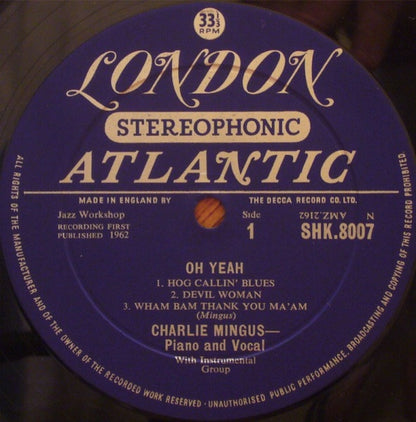 33⅓
RPM
LONDON
STEREOPHONIC
ATLANTIC
MADE IN ENGLAND BY THE DECCA RECORD CO. LTD.
Jazz Workshop
RECORDING FIRST
PUBLISHED 1962
Side
1
N
AM.2162
SHK.8007
OH YEAH
1. HOG CALLIN' BLUES
2. DEVIL WOMAN
3. WHAM BAM THANK YOU MA'AM
(Mingus)
CHARLIE MINGUS—
Piano and Vocal
With Instrumental
Group
ALL RIGHTS OF THE MANUFACTURER AND OF THE OWNER OF THE RECORDED WORK RESERVED · UNAUTHORISED PUBLIC PERFORMANCE, BROADCASTING AND COPYING OF THIS RECORD PROHIBITED